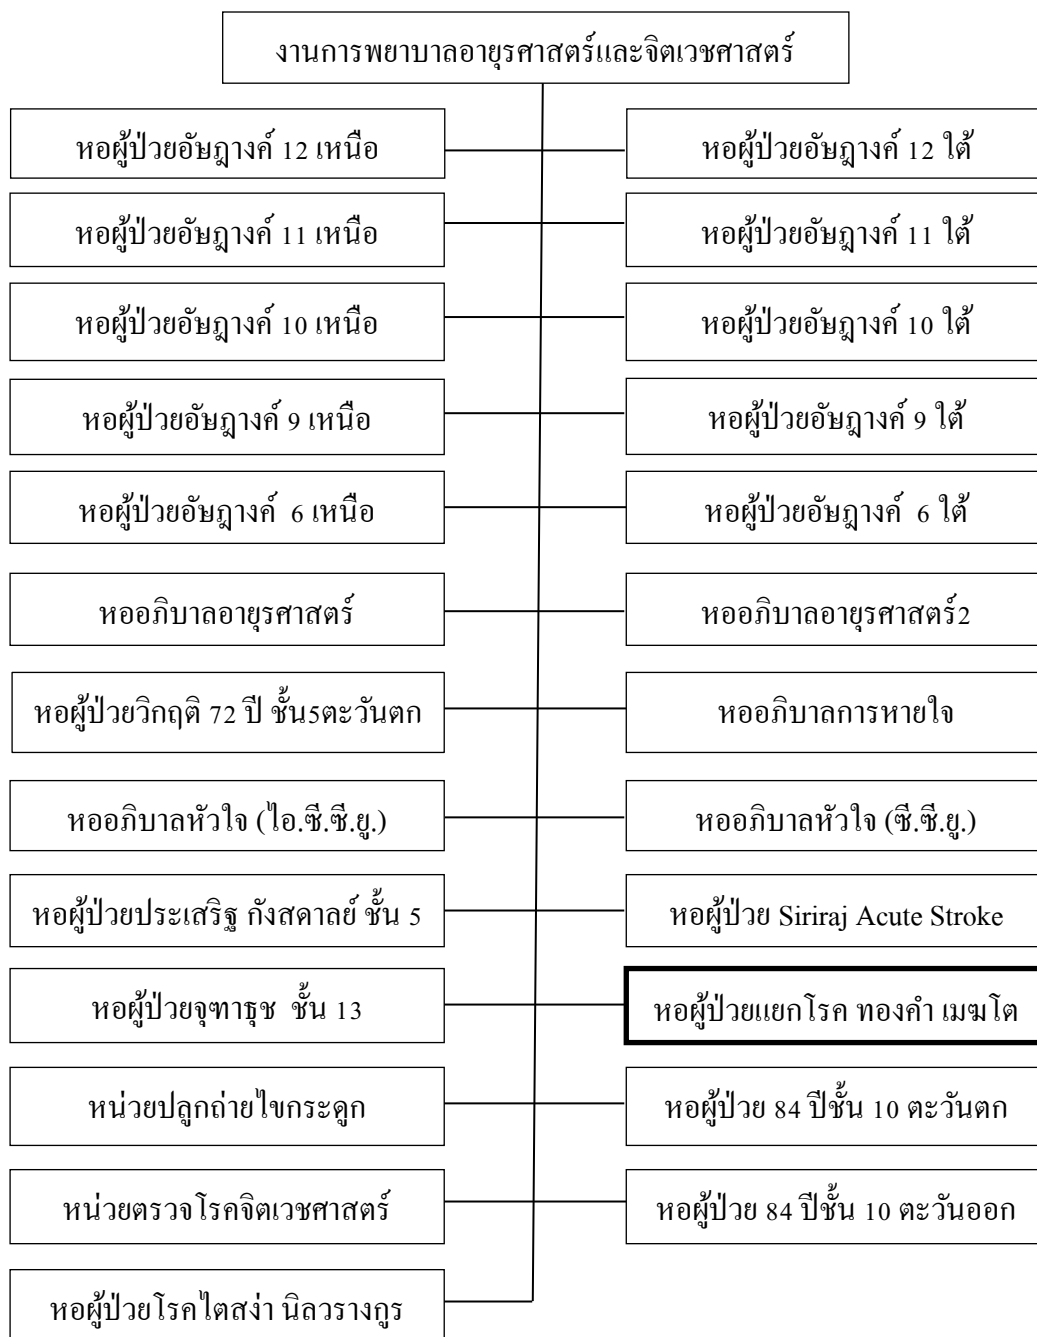 งานการพยาบาลอายุรศาสตร์และจิตเวชศาสตร์
หอผู้ป่วยอัษฎางค์ 12 เหนือ
หอผู้ป่วยอัษฎางค์ 12 ใต้
หอผู้ป่วยอัษฎางค์ 11 เหนือ
หอผู้ป่วยอัษฎางค์ 11 ใต้
หอผู้ป่วยอัษฎางค์ 10 เหนือ
หอผู้ป่วยอัษฎางค์ 10 ใต้
หอผู้ป่วยอัษฎางค์ 9 เหนือ
หอผู้ป่วยอัษฎางค์ 9 ใต้
หอผู้ป่วยอัษฎางค์ 6 เหนือ
หอผู้ป่วยอัษฎางค์ 6 ใต้
หออภิบาลอายุรศาสตร์
หออภิบาลอายุรศาสตร์2
หอผู้ป่วยวิกฤติ 72 ปี ชั้น5ตะวันตก
หออภิบาลการหายใจ
หออภิบาลหัวใจ (ไอ.ซี.ซี.ยู.)
หออภิบาลหัวใจ (ซี.ซี.ยู.)
หอผู้ป่วยประเสริฐ กังสดาลย์ ชั้น 5
หอผู้ป่วย Siriraj Acute Stroke
หอผู้ป่วยจุฑาธุช ชั้น 13
หอผู้ป่วยแยกโรค ทองคำ เมฆโต
หน่วยปลูกถ่ายไขกระดูก
หอผู้ป่วย 84 ปีชั้น 10 ตะวันตก
หน่วยตรวจโรคจิตเวชศาสตร์
หอผู้ป่วย 84 ปีชั้น 10 ตะวันออก
หอผู้ป่วยโรคไตสง่า นิลวรางกูร